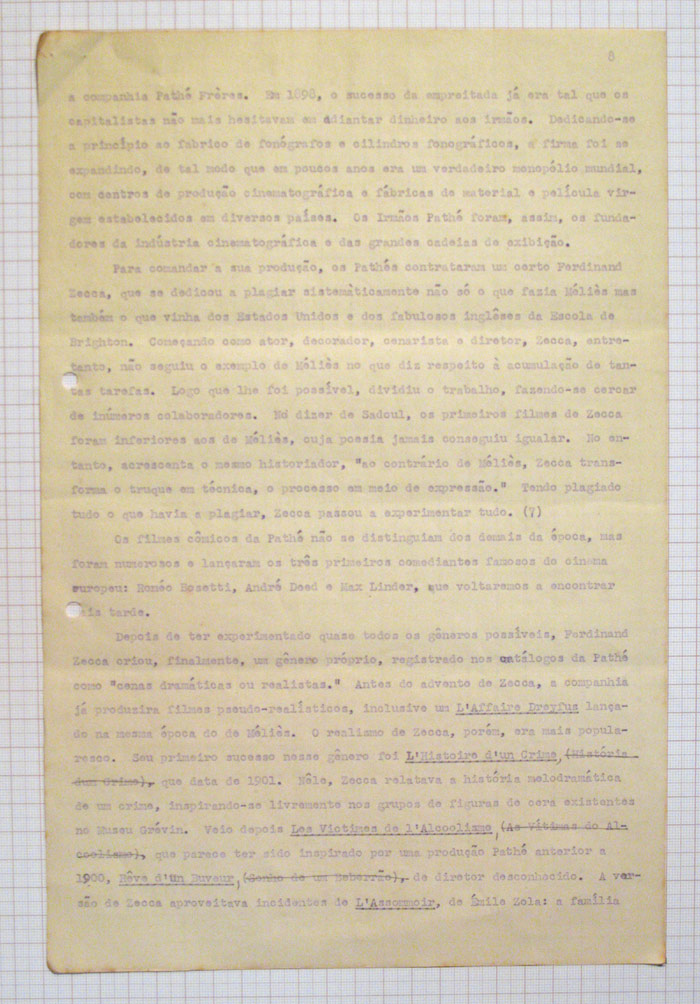 8
a companhia Pathé Frères. Em 1898, o sucesso da empreitada já era tal que os
capitalistas não mais hesitavam em adiantar dinheiro aos irmãos. Dedicando-se
a princípio ao fabrico de fonógrafos e cilindros fonográficos, a firma foi se
expandindo, de tal modo que em poucos anos era um verdadeiro monopólio mundial,
com centros de produção cinematográfica e fábricas de material e película vir-
gem estabelecidos em diversos países. Os Irmãos Pathé foram, assim, os funda-
dores da indústria cinematográfica e das grandes cadeias de exibição.
Para comandar a sua produção, os Pathés contrataram um certo Ferdinand
Zecca, que se dedicou a plagiar sistemàticamente não só o que fazia Méliès mas
também o que vinha dos Estados Unidos e dos fabulosos inglêses da Escola de
Brighton. Começando como ator, decorador, cenarista e diretor, Zecca, entre-
tanto, não seguiu o exemplo de Méliès no que diz respeito à acumulação de tan-
tas tarefas. Logo que lhe foi possível, dividiu o trabalho, fazendo-se cercar
de inúmeros colaboradores. No dizer de Sadoul, os primeiros filmes de Zecca
foram inferiores aos de Méliès, cuja poesia jamais conseguiu igualar. No en-
tanto, acrescenta o mesmo historiador, "ao contrário de Méliès, Zecca trans-
forma o truque em técnica, o processo em meio de expressão." Tendo plagiado
tudo o que havia a plagiar, Zecca passou a experimentar tudo. (7)
Os filmes cômicos da Pathé não se distinguiam dos demais da época, mas
foram numerosos e lançaram os três primeiros comediantes famosos do cinema
europeu: Roméo Bosetti, André Deed e Max Linder, que voltaremos a encontrar
mais tarde.
Depois de ter experimentado quase todos os gêneros possíveis, Ferdinand
Zecca criou, finalmente, um gênero próprio, registrado nos catálogos da Pathé
como "cenas dramáticas ou realistas." Antes do advento de Zecca, a companhia
já produzira filmes pseudo-realísticos, inclusive um L'Affaire Dreyfus lança-
do na mesma época do de Méliès. O realismo de Zecca, porém, era mais popula-
resco. Seu primeiro sucesso nesse gênero foi L'Histoire d'un Crime, (História
dum Crime), que data de 1901. Nêle, Zecca relatava a história melodramática
de um crime, inspirando-se livremente nos grupos de figuras de cera existentes
no Museu Grévin. Veio depois Les Victimes de l'Alcoolisme, (As Vítimas do Al-
coolismo), que parece ter sido inspirado por uma produção Pathé anterior a
1900, Rêve d'un Buveur, (Sonho de um Beberrão), de diretor desconhecido. A ver-
são de Zecca aproveitava incidentes de L'Assommoir, de Émile Zola: a família